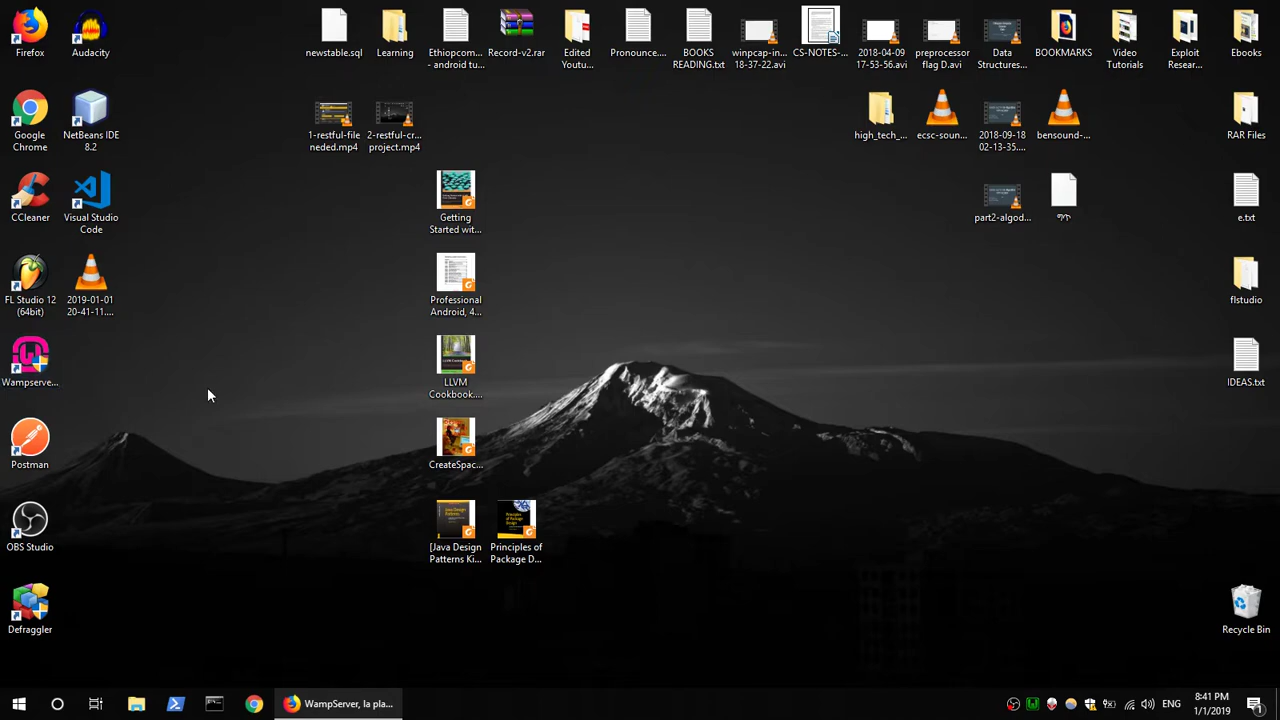 Firefox
Audacity
newstable.sql
Learning
Ethiopcom...
- android tu...
Record-v2.rar
Edited
Youtu...
Pronounce....
BOOKS
READING.txt
winpcap-in...
18-37-22.avi
CS-NOTES-...
2018-04-09
17-53-56.avi
preprocessor
flag D.avi
Data
Structures...
BOOKMARKS
Video
Tutorials
Exploit
Resear...
Ebooks
Google
Chrome
NetBeans IDE
8.2
1-restful-file
neded.mp4
2-restful-cr...
project.mp4
high_tech_...
ecsc-soun...
2018-09-18
02-13-35....
bensound-...
RAR Files
CCleaner
Visual Studio
Code
Getting
Started wit...
part2-algod...
e.txt
FL Studio 12
(64bit)
2019-01-01
20-41-11....
Professional
Android, 4...
flstudio
Wampserve...
LLVM
Cookbook....
IDEAS.txt
Postman
CreateSpac...
OBS Studio
[Java Design
Patterns Ki...
Principles of
Package D...
Defraggler
Recycle Bin
WampServer, la pla...
ENG
8:41 PM
1/1/2019